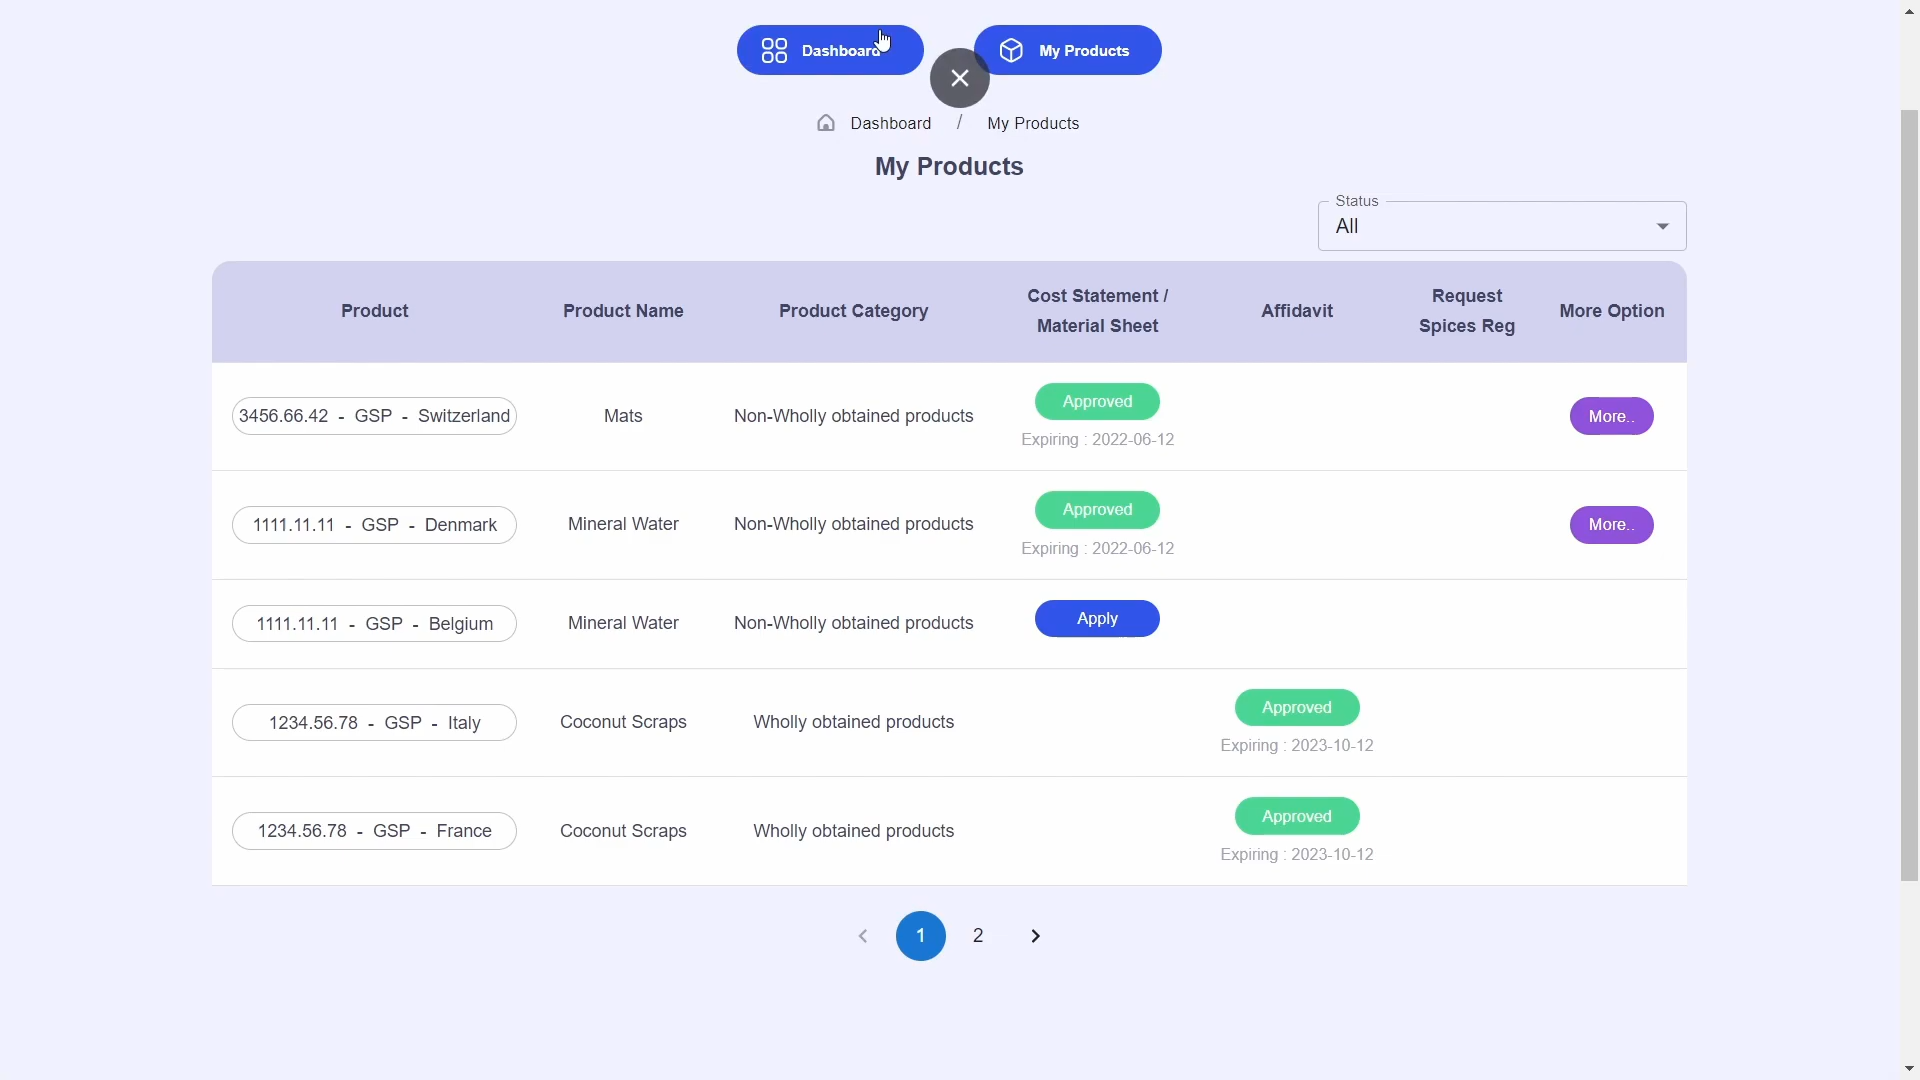 Dashboard
My Products
Dashboard / My Products
My Products
Status
All
Product
Product Name
Product Category
Cost Statement /
Material Sheet
Affidavit
Request
Spices Reg
More Option
3456.66.42 - GSP - Switzerland
Mats
Non-Wholly obtained products
Approved
Expiring : 2022-06-12
More..
1111.11.11 - GSP - Denmark
Mineral Water
Non-Wholly obtained products
Approved
Expiring : 2022-06-12
More..
1111.11.11 - GSP - Belgium
Mineral Water
Non-Wholly obtained products
Apply
1234.56.78 - GSP - Italy
Coconut Scraps
Wholly obtained products
Approved
Expiring : 2023-10-12
1234.56.78 - GSP - France
Coconut Scraps
Wholly obtained products
Approved
Expiring : 2023-10-12
1 2